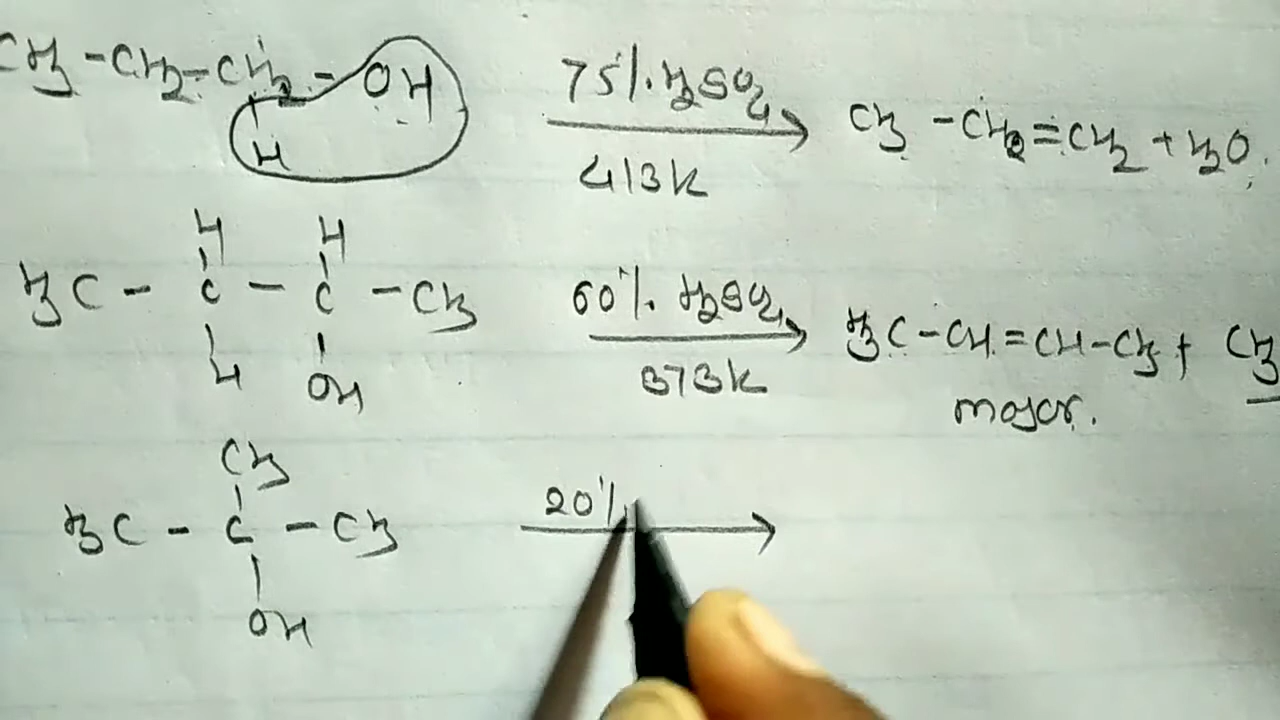 CH3 - CH2 - CH2 - OH 75% H2SO4 CH3 - CH2 = CH2 + H2O.
H 413K
H H
H3C - C - C - CH3 60% H2SO4 H3C - CH = CH - CH3 + CH3
H OH 373K major.
CH3
H3C - C - CH3 20%
OH